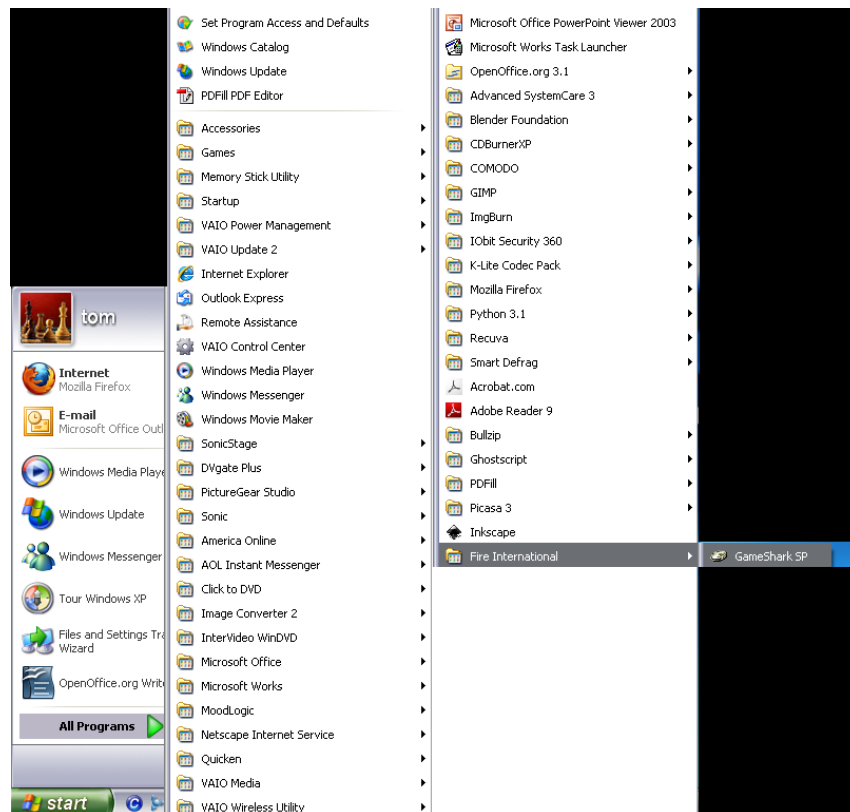 tom
Internet
Mozilla Firefox
E-mail
Microsoft Office Outl
Windows Media Playe
Windows Update
Windows Messenger
Tour Windows XP
Files and Settings Tra
Wizard
OpenOffice.org Write
All Programs
start
Set Program Access and Defaults
Windows Catalog
Windows Update
PDFill PDF Editor
Accessories
Games
Memory Stick Utility
Startup
VAIO Power Management
VAIO Update 2
Internet Explorer
Outlook Express
Remote Assistance
VAIO Control Center
Windows Media Player
Windows Messenger
Windows Movie Maker
SonicStage
DVgate Plus
PictureGear Studio
Sonic
America Online
AOL Instant Messenger
Click to DVD
Image Converter 2
InterVideo WinDVD
Microsoft Office
Microsoft Works
MoodLogic
Netscape Internet Service
Quicken
VAIO Media
VAIO Wireless Utility
Microsoft Office PowerPoint Viewer 2003
Microsoft Works Task Launcher
OpenOffice.org 3.1
Advanced SystemCare 3
Blender Foundation
CDBurnerXP
COMODO
GIMP
ImgBurn
IObit Security 360
K-Lite Codec Pack
Mozilla Firefox
Python 3.1
Recuva
Smart Defrag
Acrobat.com
Adobe Reader 9
Bullzip
Ghostscript
PDFill
Picasa 3
Inkscape
Fire International
GameShark SP